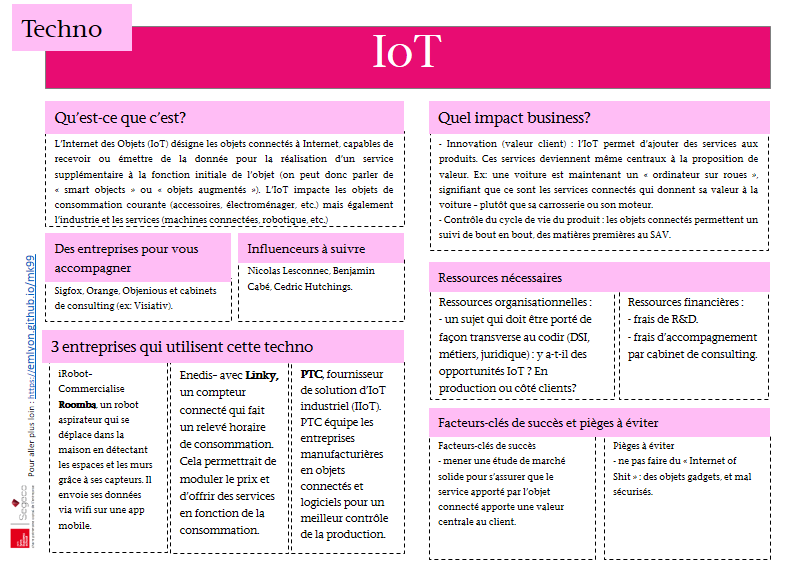 Techno
IoT
Qu'est-ce que c'est?
L'Internet des Objets (IoT) désigne les objets connectés à Internet, capables de
recevoir ou émettre de la donnée pour la réalisation d'un service
supplémentaire à la fonction initiale de l'objet (on peut donc parler de
« smart objects » ou « objets augmentés »). L'IoT impacte les objets de
consommation courante (accessoires, électroménager, etc.) mais également
l'industrie et les services (machines connectées, robotique, etc.)
Des entreprises pour vous
accompagner
Sigfox, Orange, Objenious et cabinets
de consulting (ex: Visiativ).
Influenceurs à suivre
Nicolas Lesconnec, Benjamin
Cabé, Cedric Hutchings.
3 entreprises qui utilisent cette techno
iRobot-
Commercialise
Roomba, un robot
aspirateur qui se
déplace dans la
maison en détectant
les espaces et les murs
grâce à ses capteurs. Il
envoie ses données
via wifi sur une app
mobile.
Enedis– avec Linky,
un compteur
connecté qui fait
un relevé horaire
de consommation.
Cela permettrait de
moduler le prix et
d'offrir des services
en fonction de la
consommation.
PTC, fournisseur
de solution d'IoT
industriel (IIoT).
PTC équipe les
entreprises
manufacturières
en objets
connectés et
logiciels pour un
meilleur contrôle
de la production.
Quel impact business?
- Innovation (valeur client) : l'IoT permet d'ajouter des services aux
produits. Ces services deviennent même centraux à la proposition de
valeur. Ex: une voiture est maintenant un « ordinateur sur roues »,
signifiant que ce sont les services connectés qui donnent sa valeur à la
voiture – plutôt que sa carrosserie ou son moteur.
- Contrôle du cycle de vie du produit : les objets connectés permettent un
suivi de bout en bout, des matières premières au SAV.
Ressources nécessaires
Ressources organisationnelles :
- un sujet qui doit être porté de
façon transverse au codir (DSI,
métiers, juridique) : y a-t-il des
opportunités IoT ? En
production ou côté clients?
Ressources financières :
- frais de R&D.
- frais d'accompagnement
par cabinet de consulting.
Facteurs-clés de succès et pièges à éviter
Facteurs-clés de succès
- mener une étude de marché
solide pour s'assurer que le
service apporté par l'objet
connecté apporte une valeur
centrale au client.
Pièges à éviter
- ne pas faire du « Internet of
Shit » : des objets gadgets, et mal
sécurisés.
Pour aller plus loin : https://emlyon.github.io/mk99
Segeco